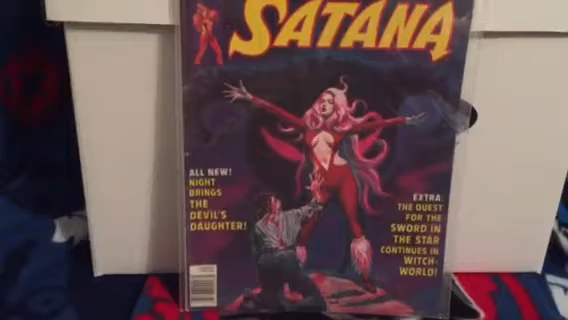 SATANA
ALL NEW!
NIGHT
BRINGS
THE
DEVIL'S
DAUGHTER!
EXTRA:
THE QUEST
FOR THE
SWORD IN
THE STAR
CONTINUES IN
WITCH-
WORLD!